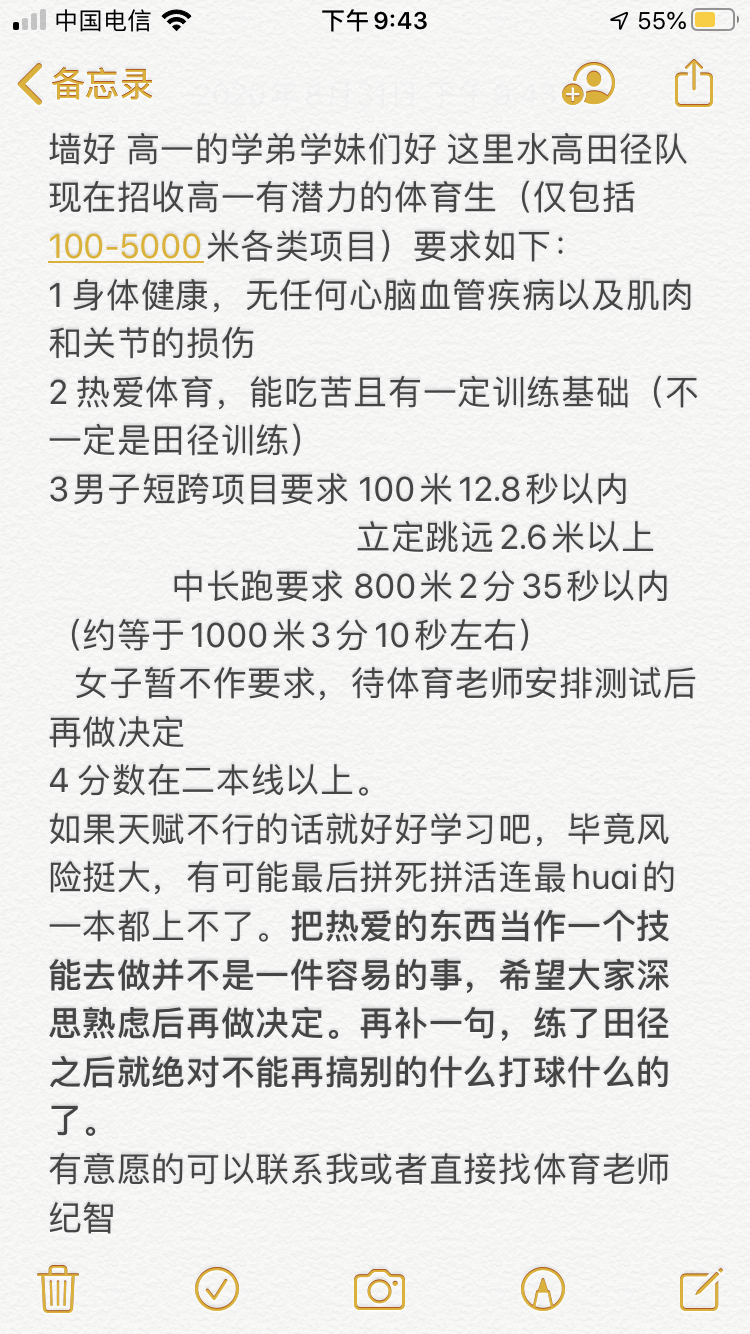 中国电信 下午9:43 55%
备忘录
墙好 高一的学弟学妹们好 这里水高田径队
现在招收高一有潜力的体育生（仅包括
100-5000米各类项目）要求如下：
1 身体健康，无任何心脑血管疾病以及肌肉
和关节的损伤
2 热爱体育，能吃苦且有一定训练基础（不
一定是田径训练）
3男子短跨项目要求 100米12.8秒以内
立定跳远2.6米以上
中长跑要求 800米2分35秒以内
（约等于1000米3分10秒左右）
女子暂不作要求，待体育老师安排测试后
再做决定
4 分数在二本线以上。
如果天赋不行的话就好好学习吧，毕竟风
险挺大，有可能最后拼死拼活连最huai的
一本都上不了。把热爱的东西当作一个技
能去做并不是一件容易的事，希望大家深
思熟虑后再做决定。再补一句，练了田径
之后就绝对不能再搞别的什么打球什么的
了。
有意愿的可以联系我或者直接找体育老师
纪智